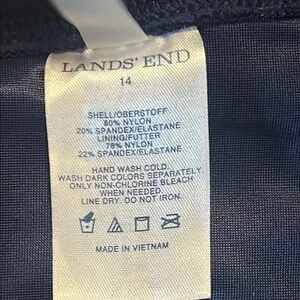 LANDS' END
14
SHELL/OBERSTOFF
80% NYLON
20% SPANDEX/ELASTANE
LINING/FUTTER
78% NYLON
22% SPANDEX/ELASTANE
HAND WASH COLD.
WASH DARK COLORS SEPARATELY.
ONLY NON-CHLORINE BLEACH
WHEN NEEDED.
LINE DRY. DO NOT IRON.
MADE IN VIETNAM